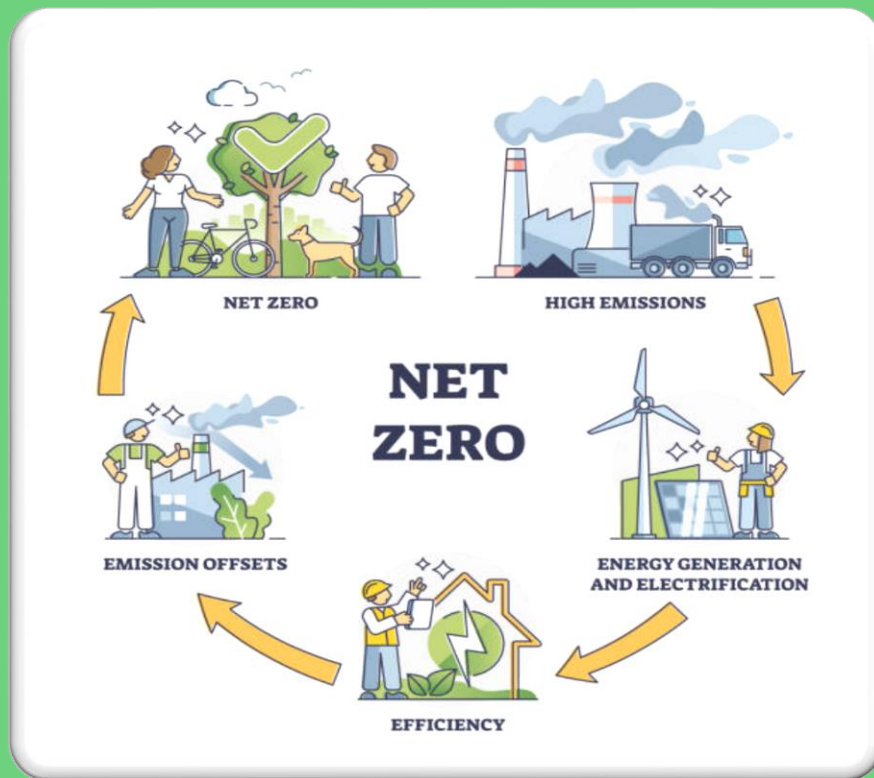 NET ZERO
HIGH EMISSIONS
NET
ZERO
EMISSION OFFSETS
ENERGY GENERATION
AND ELECTRIFICATION
EFFICIENCY